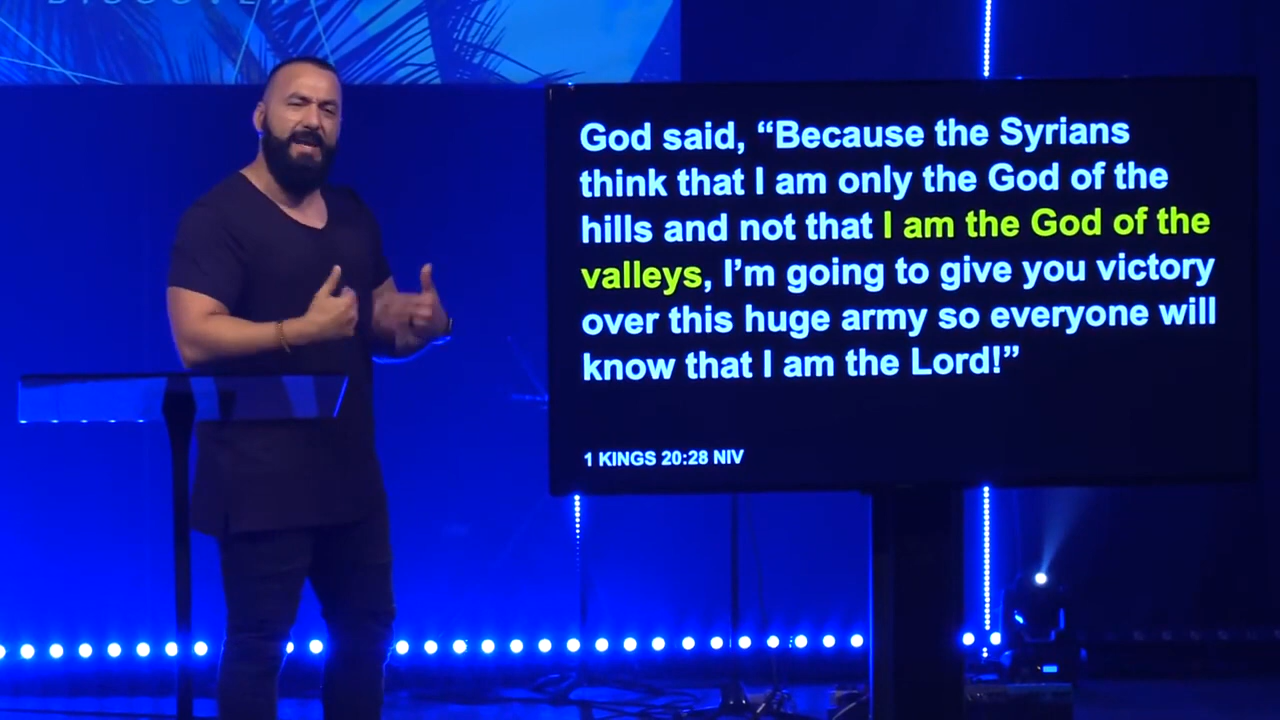 DISCOVER
God said, “Because the Syrians
think that I am only the God of the
hills and not that I am the God of the
valleys, I’m going to give you victory
over this huge army so everyone will
know that I am the Lord!”
1 KINGS 20:28 NIV